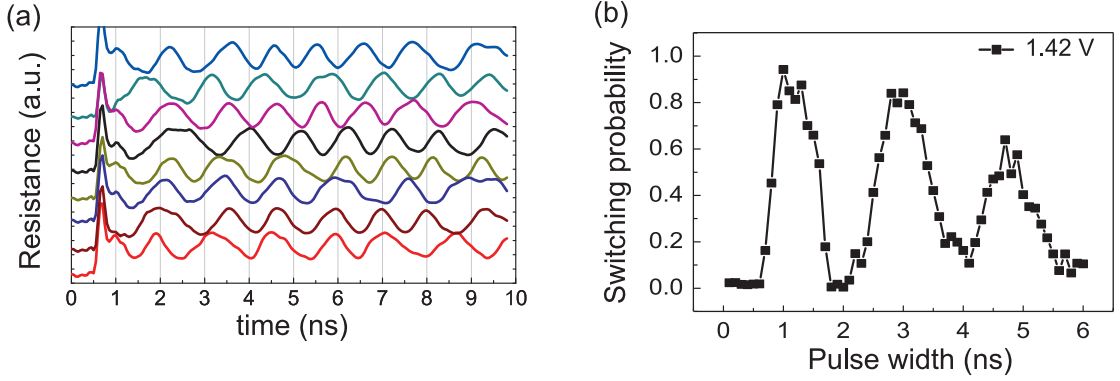 (a)
Resistance (a.u.)
0 1 2 3 4 5 6 7 8 9 10
time (ns)
(b)
1.42 V
Switching probability
1.0
0.8
0.6
0.4
0.2
0.0
0 1 2 3 4 5 6
Pulse width (ns)